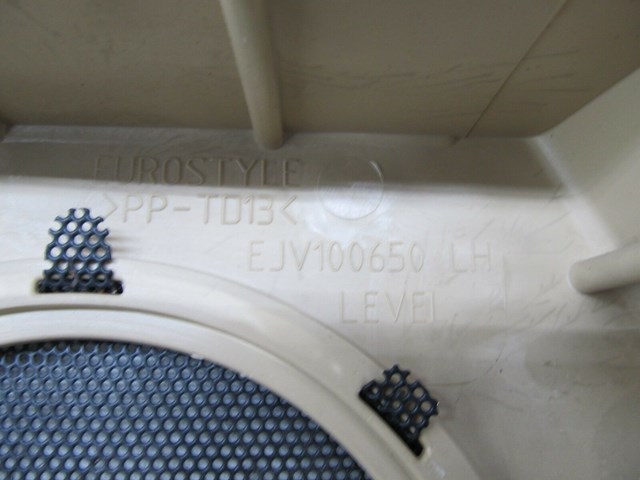 EUROSTYLE
>PP-TD13<
EJV100650 LH
LEVEL